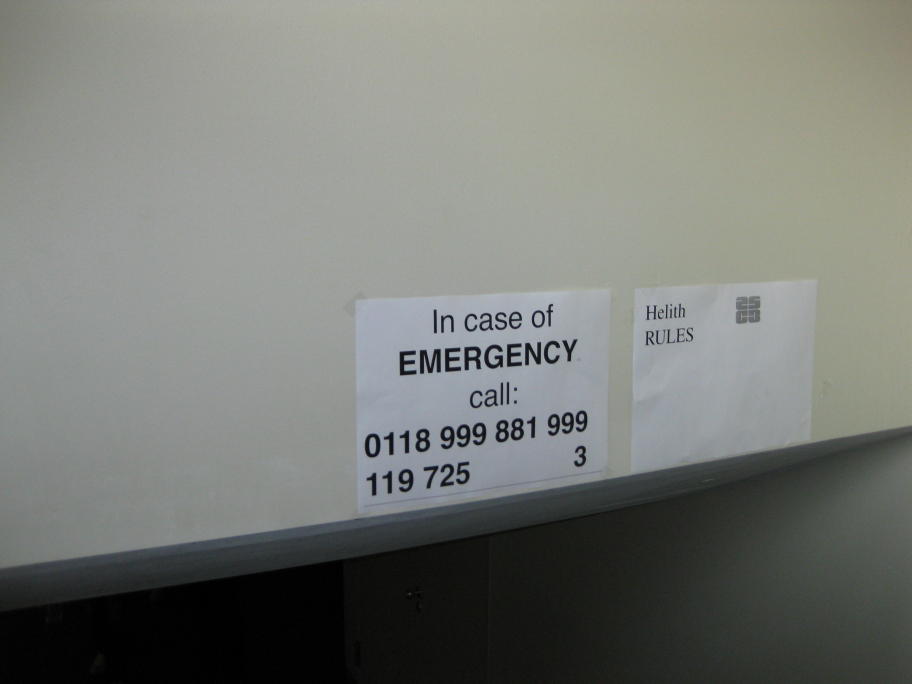 In case of
EMERGENCY
call:
0118 999 881 999
119 725 3
Helith
RULES